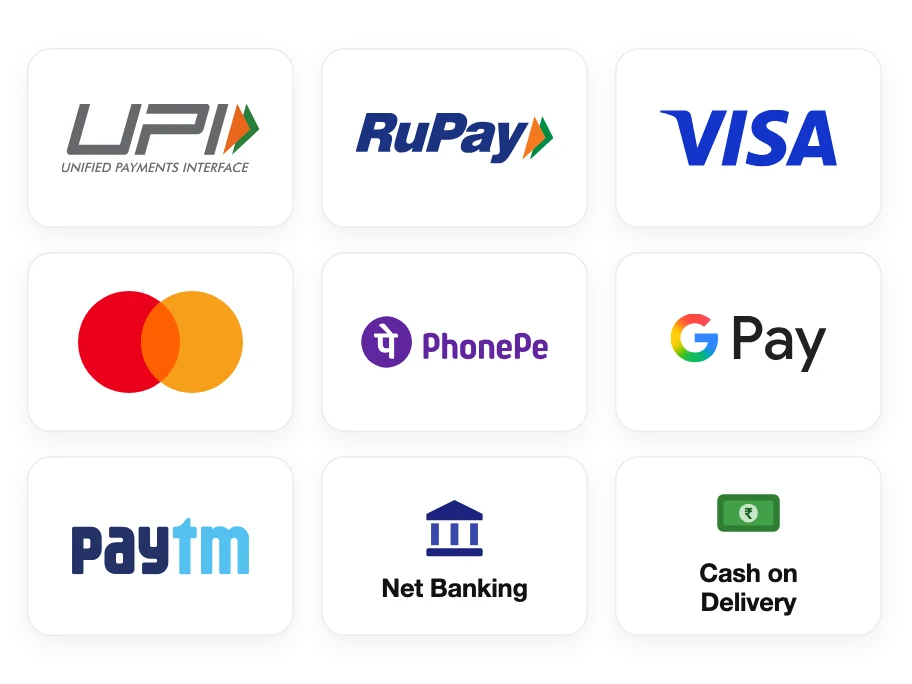 UPI
UNIFIED PAYMENTS INTERFACE
RuPay
VISA
पे PhonePe
G Pay
paytm
Net Banking
₹
Cash on
Delivery